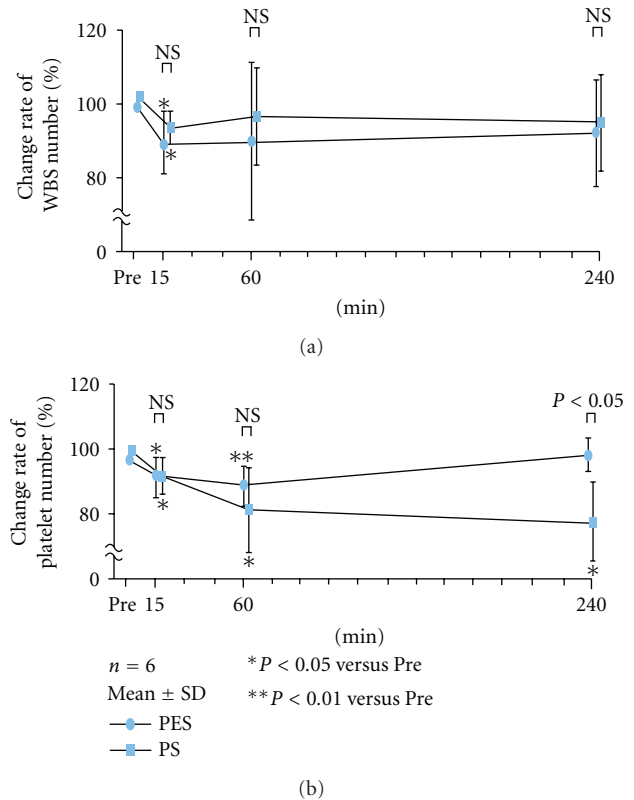 120
100
80
0
Change rate of
WBS number (%)
NS
NS
NS
*
*
Pre 15 60 240
(min)
(a)
120
100
80
0
Change rate of
platelet number (%)
NS
NS
P < 0.05
*
*
**
*
*
Pre 15 60 240
(min)
n = 6
Mean ± SD
PES
PS
*P < 0.05 versus Pre
**P < 0.01 versus Pre
(b)